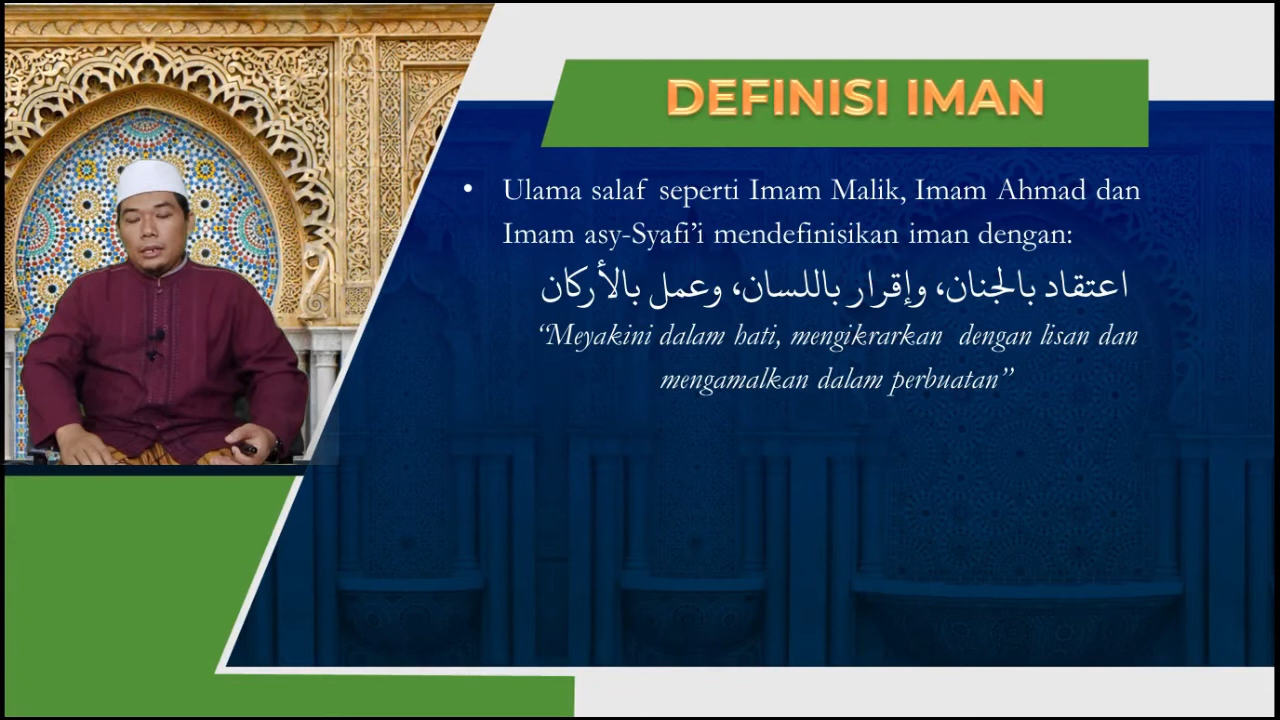 DEFINISI IMAN
• Ulama salaf seperti Imam Malik, Imam Ahmad dan
Imam asy-Syafi’i mendefinisikan iman dengan:
اعتقاد بالجنان، وإقرار باللسان، وعمل بالأركان
“Meyakini dalam hati, mengikrarkan dengan lisan dan
mengamalkan dalam perbuatan”